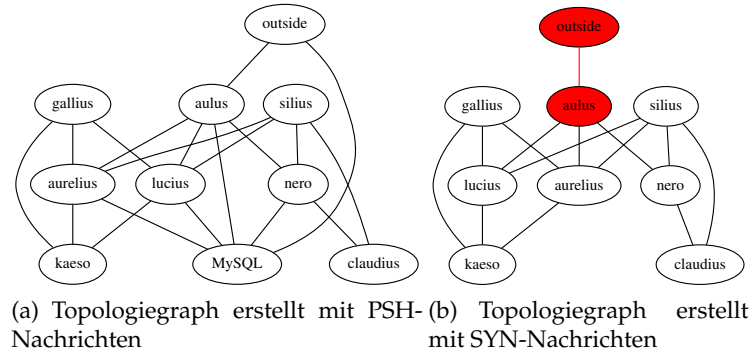 outside
gallius
aulus
silius
aurelius
lucius
nero
kaeso
MySQL
claudius
(a) Topologiegraph erstellt mit PSH-
Nachrichten
outside
gallius
aulus
silius
lucius
aurelius
nero
kaeso
claudius
(b) Topologiegraph erstellt
mit SYN-Nachrichten